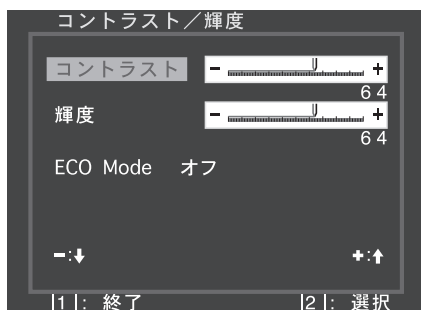 コントラスト／輝度
コントラスト - +
64
輝度 - +
64
ECO Mode オフ
-:↓ +:↑
|1|: 終了 |2|: 選択